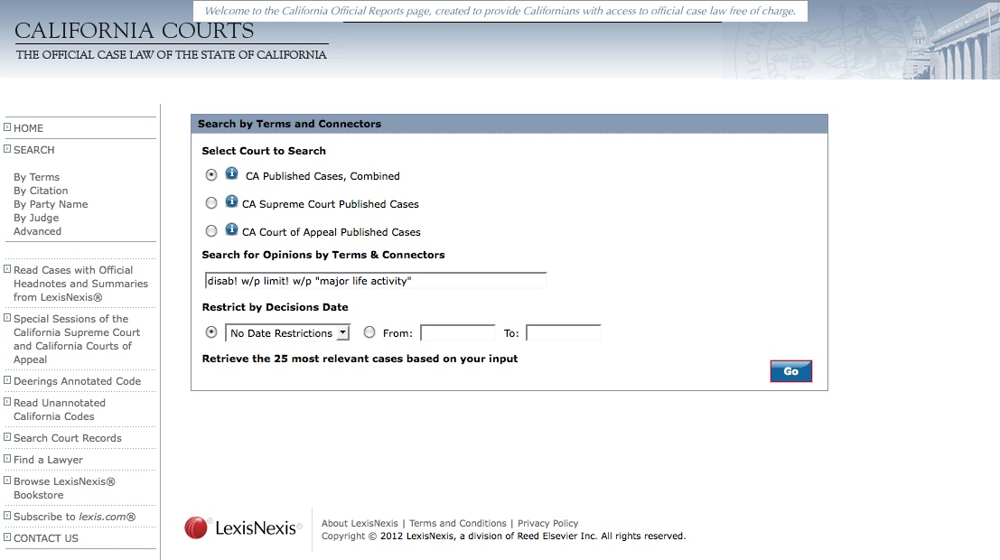 Welcome to the California Official Reports page, created to provide Californians with access to official case law free of charge.
CALIFORNIA COURTS
THE OFFICIAL CASE LAW OF THE STATE OF CALIFORNIA
HOME
SEARCH
By Terms
By Citation
By Party Name
By Judge
Advanced
Read Cases with Official
Headnotes and Summaries
from LexisNexis®
Special Sessions of the
California Supreme Court
and California Courts of
Appeal
Deerings Annotated Code
Read Unannotated
California Codes
Search Court Records
Find a Lawyer
Browse LexisNexis®
Bookstore
Subscribe to lexis.com®
CONTACT US
Search by Terms and Connectors
Select Court to Search
CA Published Cases, Combined
CA Supreme Court Published Cases
CA Court of Appeal Published Cases
Search for Opinions by Terms & Connectors
disab! w/p limit! w/p "major life activity"
Restrict by Decisions Date
No Date Restrictions From: To:
Retrieve the 25 most relevant cases based on your input
Go
LexisNexis®
About LexisNexis | Terms and Conditions | Privacy Policy
Copyright © 2012 LexisNexis, a division of Reed Elsevier Inc. All rights reserved.